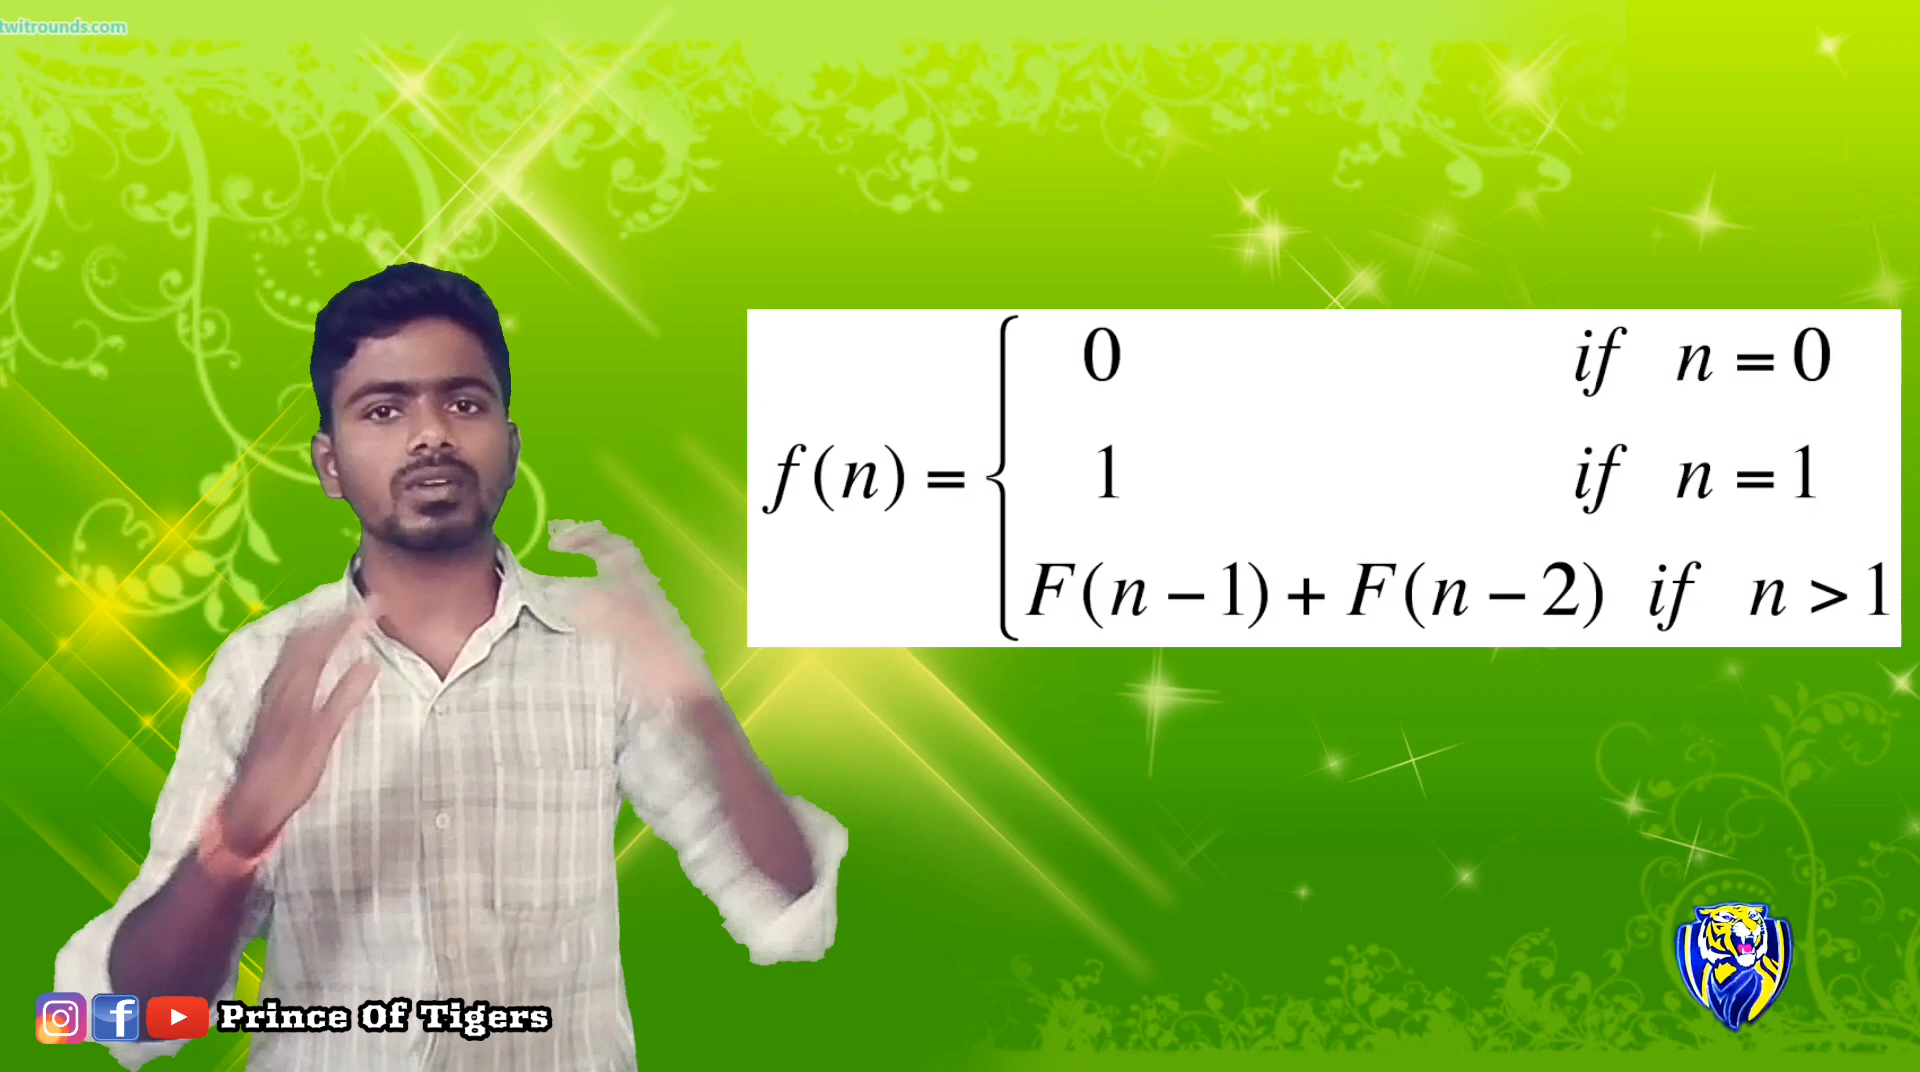 twitrounds.com
f(n) = { 0 if n = 0
1 if n = 1
F(n − 1) + F(n − 2) if n > 1
Prince Of Tigers